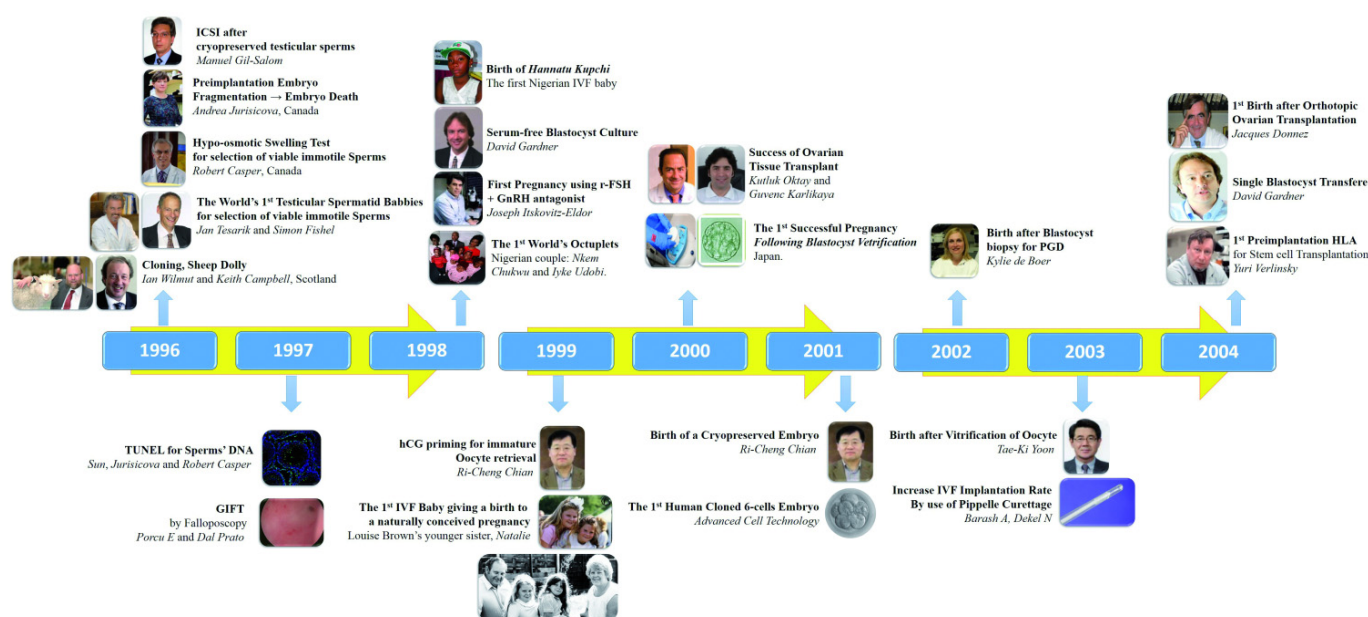 ICSI after
cryopreserved testicular sperms
Manuel Gil-Salom
Preimplantation Embryo
Fragmentation → Embryo Death
Andrea Jurisicova, Canada
Hypo-osmotic Swelling Test
for selection of viable immotile Sperms
Robert Casper, Canada
The World's 1st Testicular Spermatid Babbies
for selection of viable immotile Sperms
Jan Tesarik and Simon Fishel
Cloning, Sheep Dolly
Ian Wilmut and Keith Campbell, Scotland
Birth of Hannatu Kupchi
The first Nigerian IVF baby
Serum-free Blastocyst Culture
David Gardner
First Pregnancy using r-FSH
+ GnRH antagonist
Joseph Itskovitz-Eldor
The 1st World's Octuplets
Nigerian couple: Nkem
Chukwu and Iyke Udobi.
Success of Ovarian
Tissue Transplant
Kutluk Oktay and
Guvenc Karlikaya
The 1st Successful Pregnancy
Following Blastocyst Vetrification
Japan.
Birth after Blastocyst
biopsy for PGD
Kylie de Boer
1st Birth after Orthotopic
Ovarian Transplantation
Jacques Donnez
Single Blastocyst Transfere
David Gardner
1st Preimplantation HLA
for Stem cell Transplantation
Yuri Verlinsky
1996
1997
1998
1999
2000
2001
2002
2003
2004
TUNEL for Sperms' DNA
Sun, Jurisicova and Robert Casper
GIFT
by Falloposcopy
Porcu E and Dal Prato
hCG priming for immature
Oocyte retrieval
Ri-Cheng Chian
The 1st IVF Baby giving a birth to
a naturally conceived pregnancy
Louise Brown's younger sister, Natalie
Birth of a Cryopreserved Embryo
Ri-Cheng Chian
The 1st Human Cloned 6-cells Embryo
Advanced Cell Technology
Birth after Vitrification of Oocyte
Tae-Ki Yoon
Increase IVF Implantation Rate
By use of Pippelle Curettage
Barash A, Dekel N